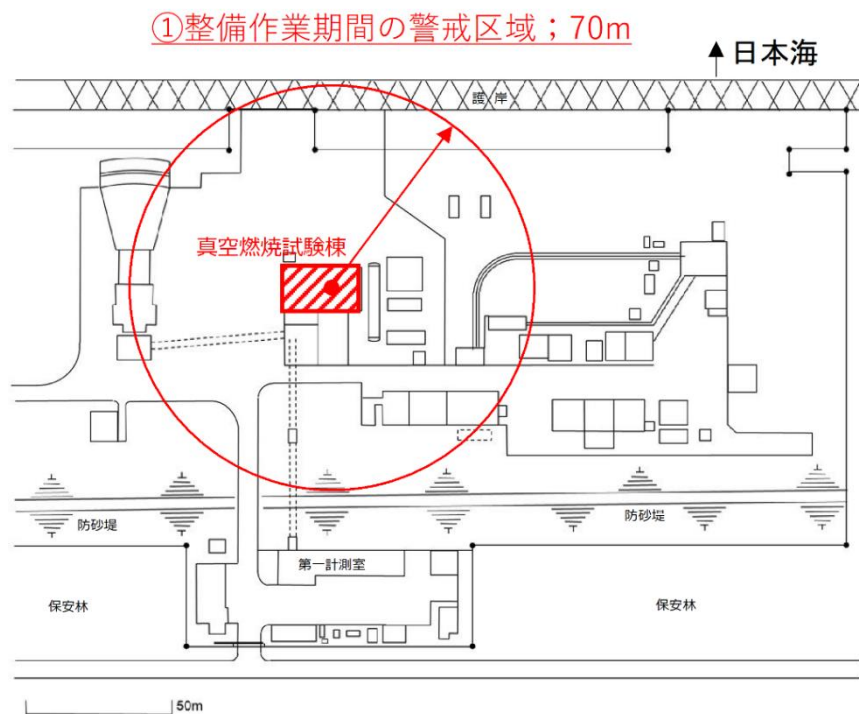 ①整備作業期間の警戒区域；70m
日本海
護岸
真空燃焼試験棟
防砂堤
防砂堤
第一計測室
保安林
保安林
50m